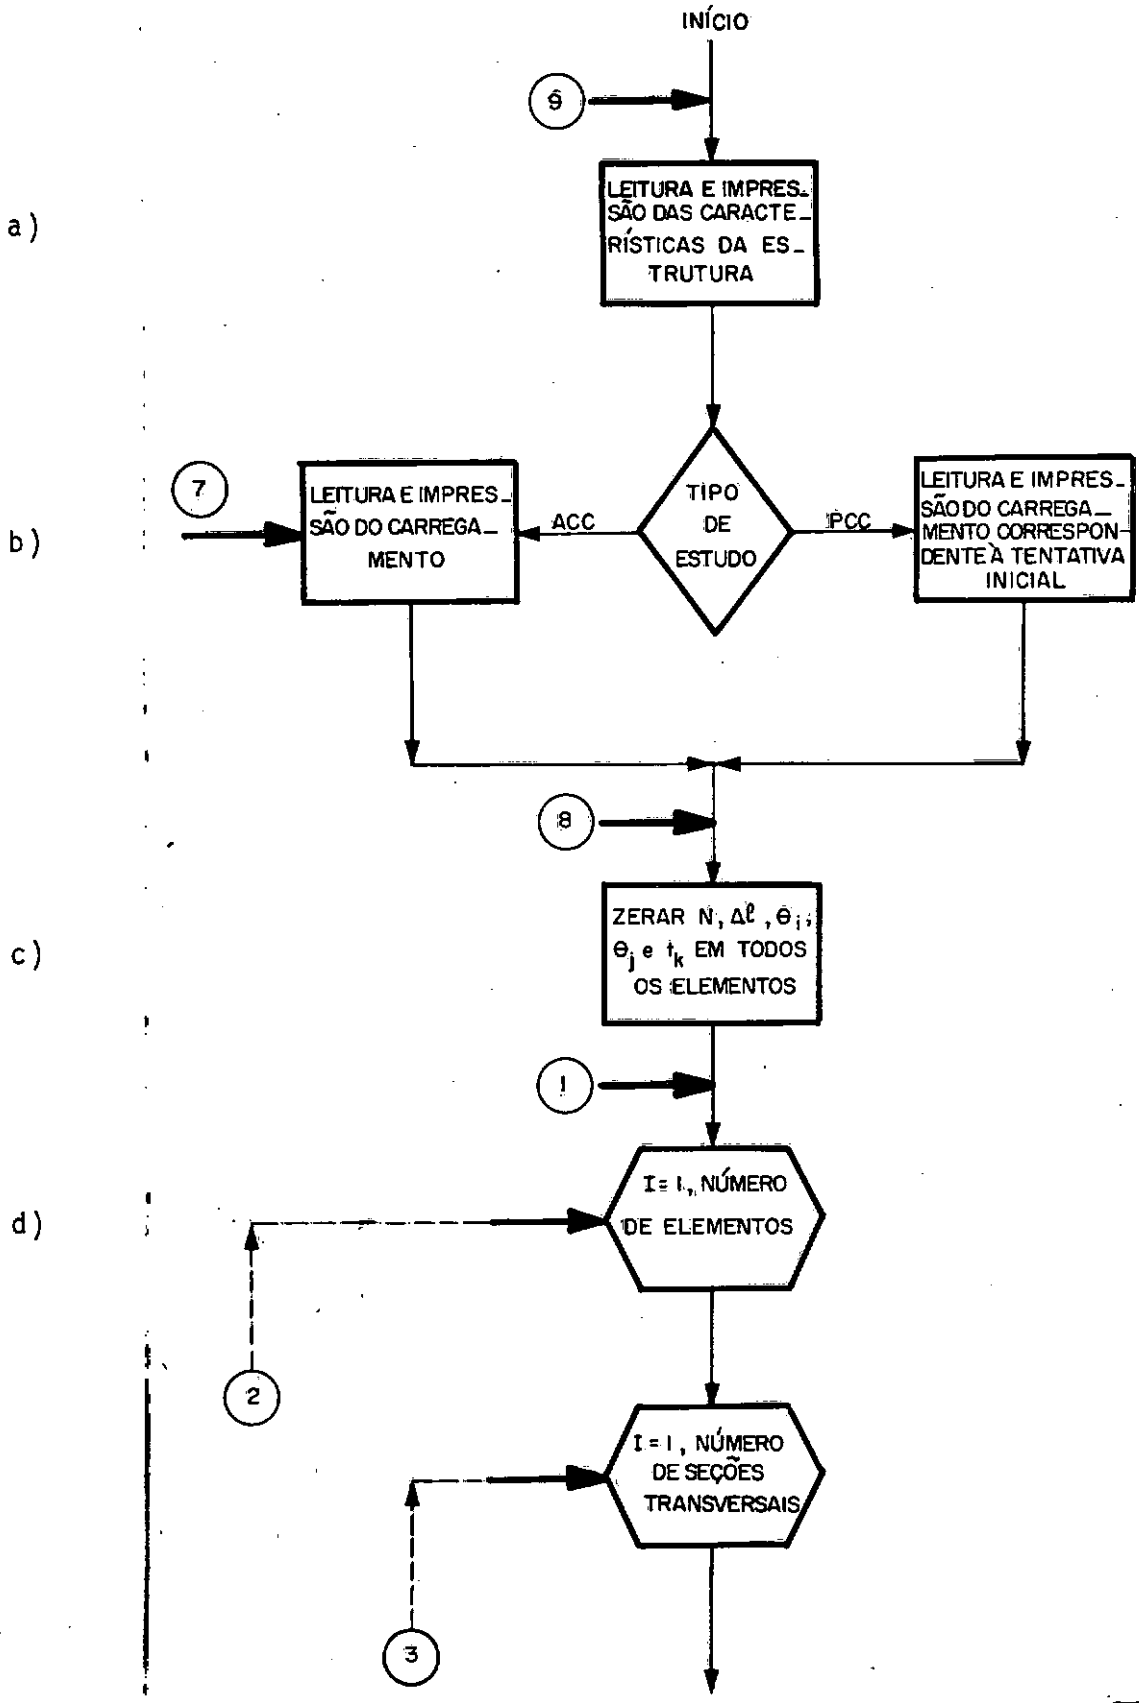 INÍCIO
9
a)
LEITURA E IMPRES_
SÃO DAS CARACTE_
RÍSTICAS DA ES_
TRUTURA
7
b)
LEITURA E IMPRES_
SÃO DO CARREGA_
MENTO
ACC
TIPO
DE
ESTUDO
PCC
LEITURA E IMPRES_
SÃO DO CARREGA_
MENTO CORRESPON-
DENTE À TENTATIVA
INICIAL
8
c)
ZERAR N, Δℓ, θi,
θj e tk EM TODOS
OS ELEMENTOS
1
d)
I=1, NÚMERO
DE ELEMENTOS
2
I=1, NÚMERO
DE SEÇÕES
TRANSVERSAIS
3